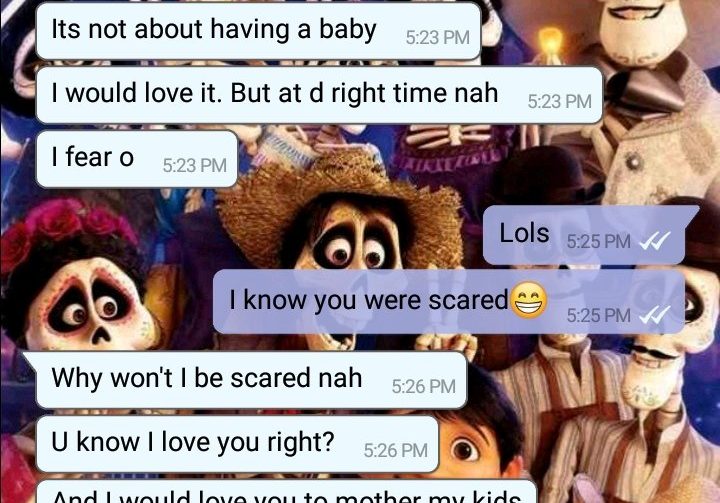 Its not about having a baby 5:23 PM
I would love it. But at d right time nah 5:23 PM
I fear o 5:23 PM
Lols 5:25 PM
I know you were scared😁 5:25 PM
Why won't I be scared nah 5:26 PM
U know I love you right? 5:26 PM
And I would love you to mother my kids